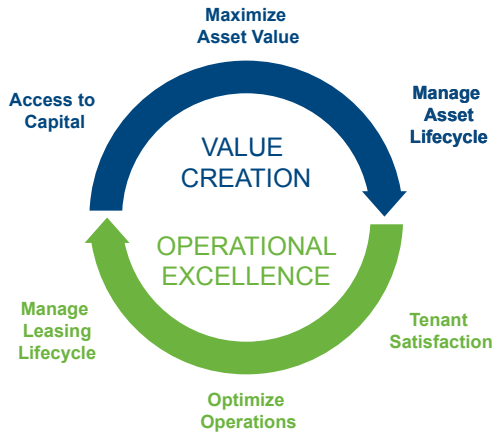 Maximize
Asset Value
Access to
Capital
Manage
Asset
Lifecycle
VALUE
CREATION
OPERATIONAL
EXCELLENCE
Manage
Leasing
Lifecycle
Tenant
Satisfaction
Optimize
Operations